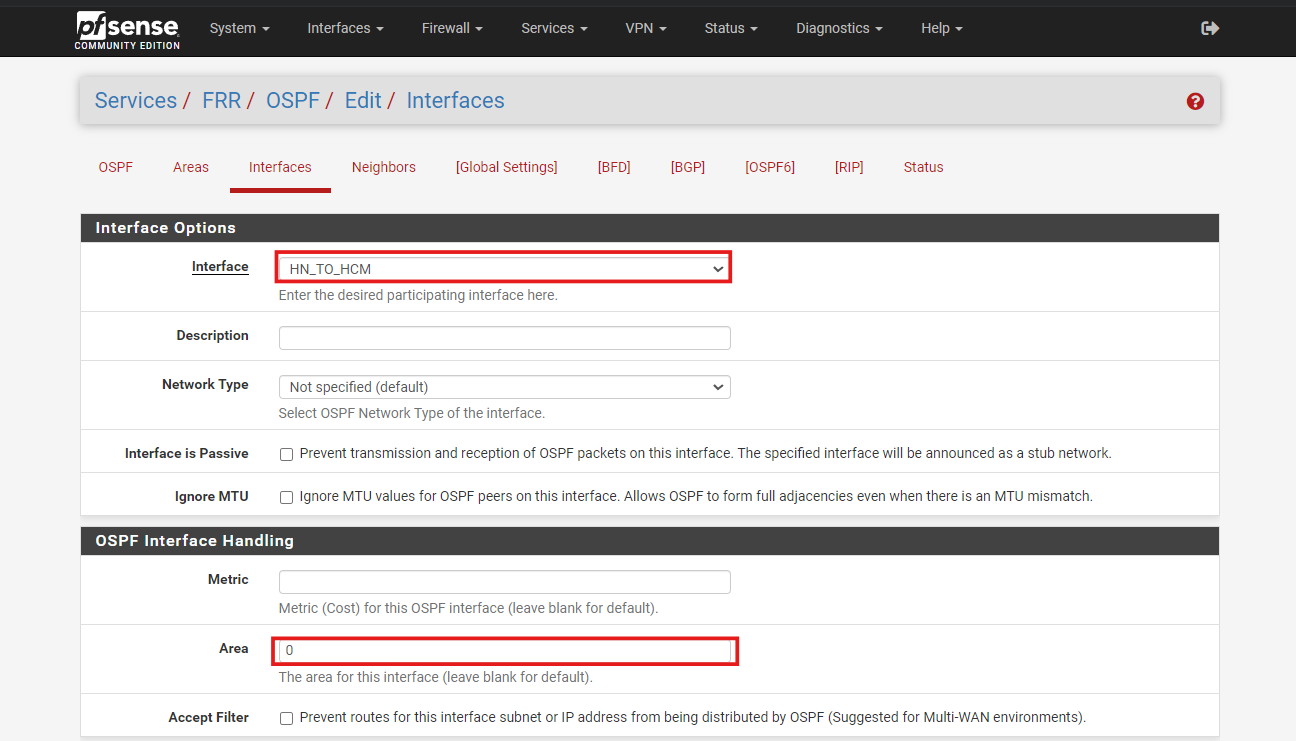 pfsense
COMMUNITY EDITION
System Interfaces Firewall Services VPN Status Diagnostics Help
Services / FRR / OSPF / Edit / Interfaces
OSPF Areas Interfaces Neighbors [Global Settings] [BFD] [BGP] [OSPF6] [RIP] Status
Interface Options
Interface HN_TO_HCM
Enter the desired participating interface here.
Description
Network Type Not specified (default)
Select OSPF Network Type of the interface.
Interface is Passive Prevent transmission and reception of OSPF packets on this interface. The specified interface will be announced as a stub network.
Ignore MTU Ignore MTU values for OSPF peers on this interface. Allows OSPF to form full adjacencies even when there is an MTU mismatch.
OSPF Interface Handling
Metric
Metric (Cost) for this OSPF interface (leave blank for default).
Area 0
The area for this interface (leave blank for default).
Accept Filter Prevent routes for this interface subnet or IP address from being distributed by OSPF (Suggested for Multi-WAN environments).